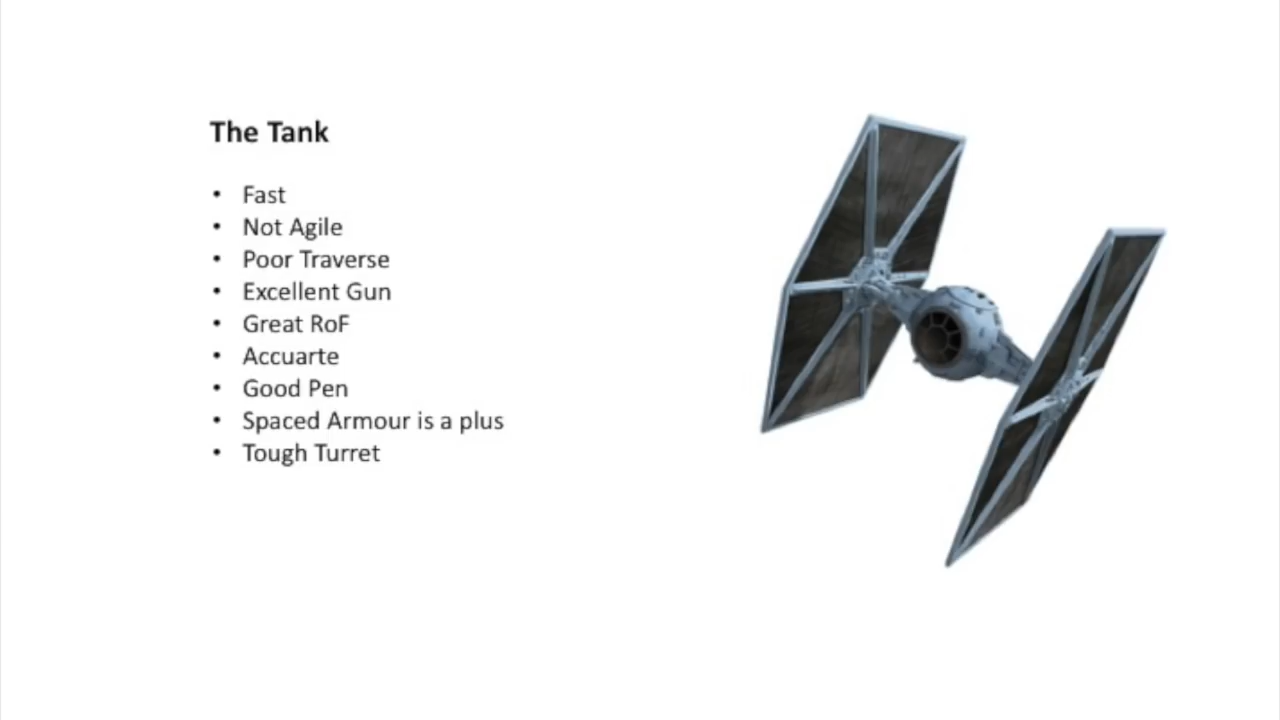 The Tank
• Fast
• Not Agile
• Poor Traverse
• Excellent Gun
• Great RoF
• Accuarte
• Good Pen
• Spaced Armour is a plus
• Tough Turret